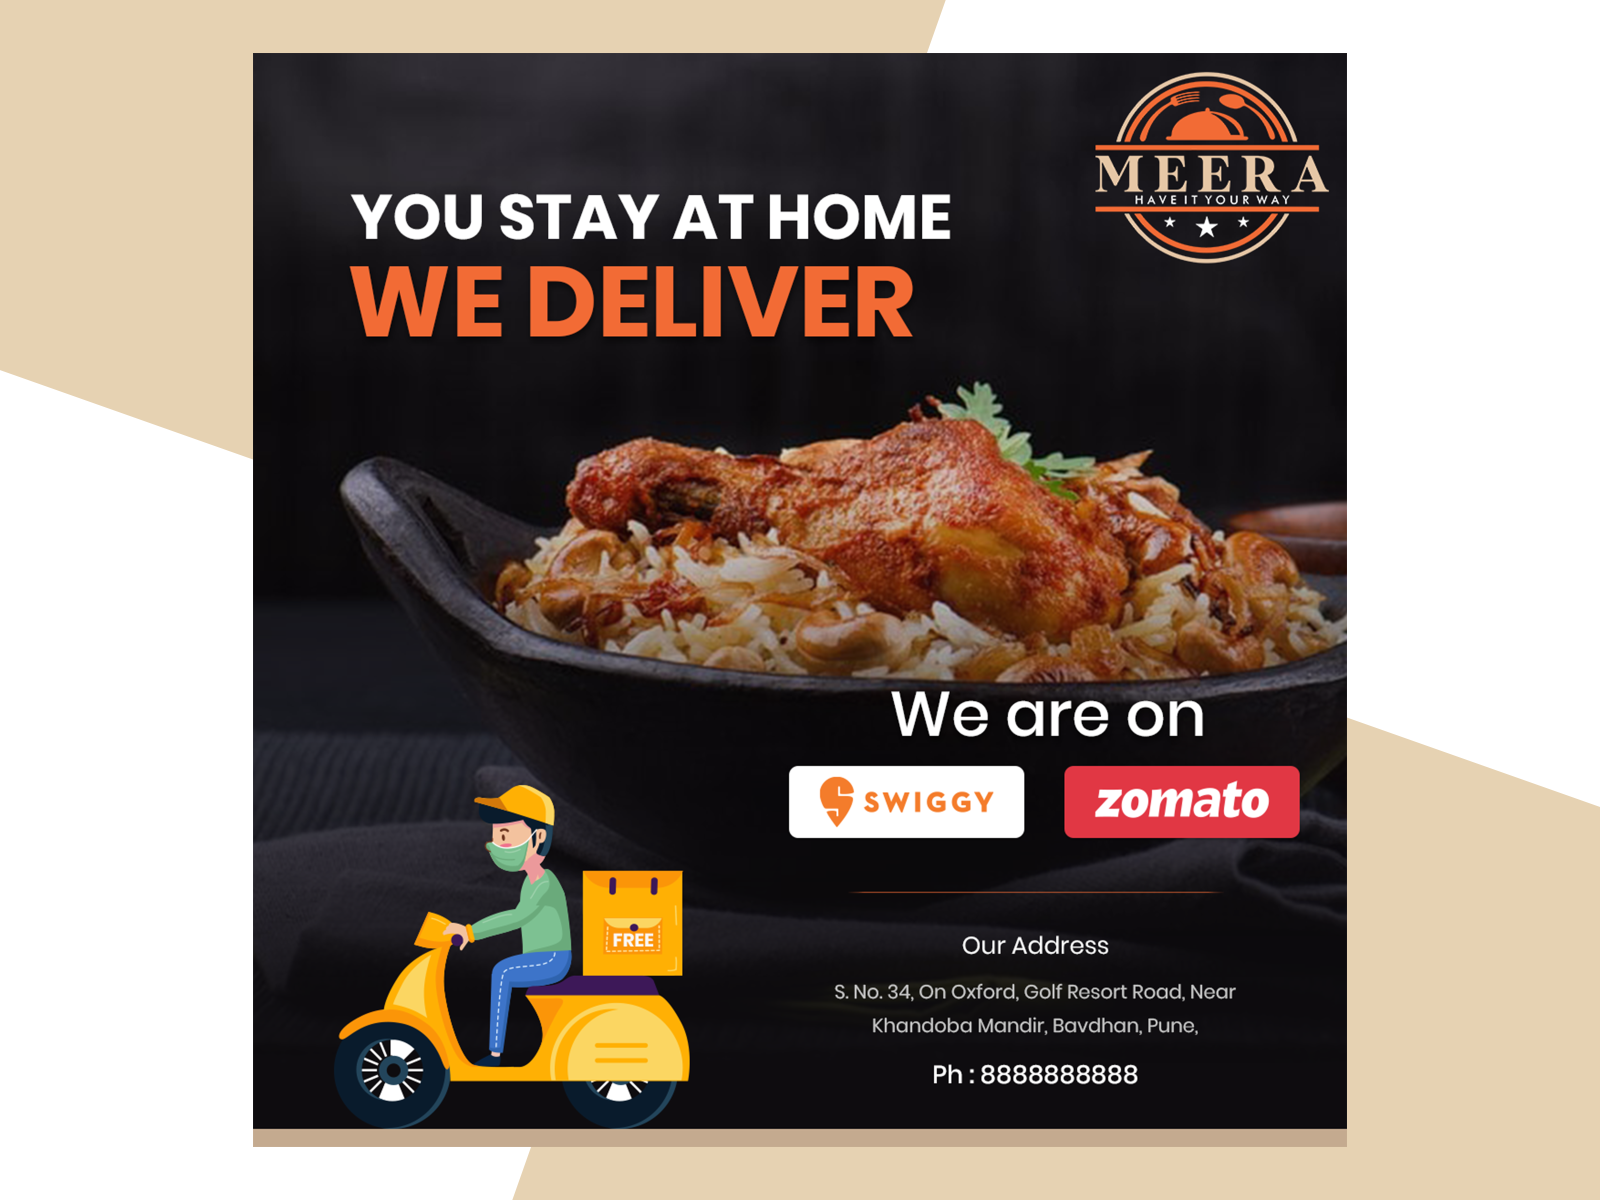 MEERA
HAVE IT YOUR WAY
YOU STAY AT HOME
WE DELIVER
We are on
SWIGGY
zomato
FREE
Our Address
S. No. 34, On Oxford, Golf Resort Road, Near
Khandoba Mandir, Bavdhan, Pune,
Ph : 8888888888